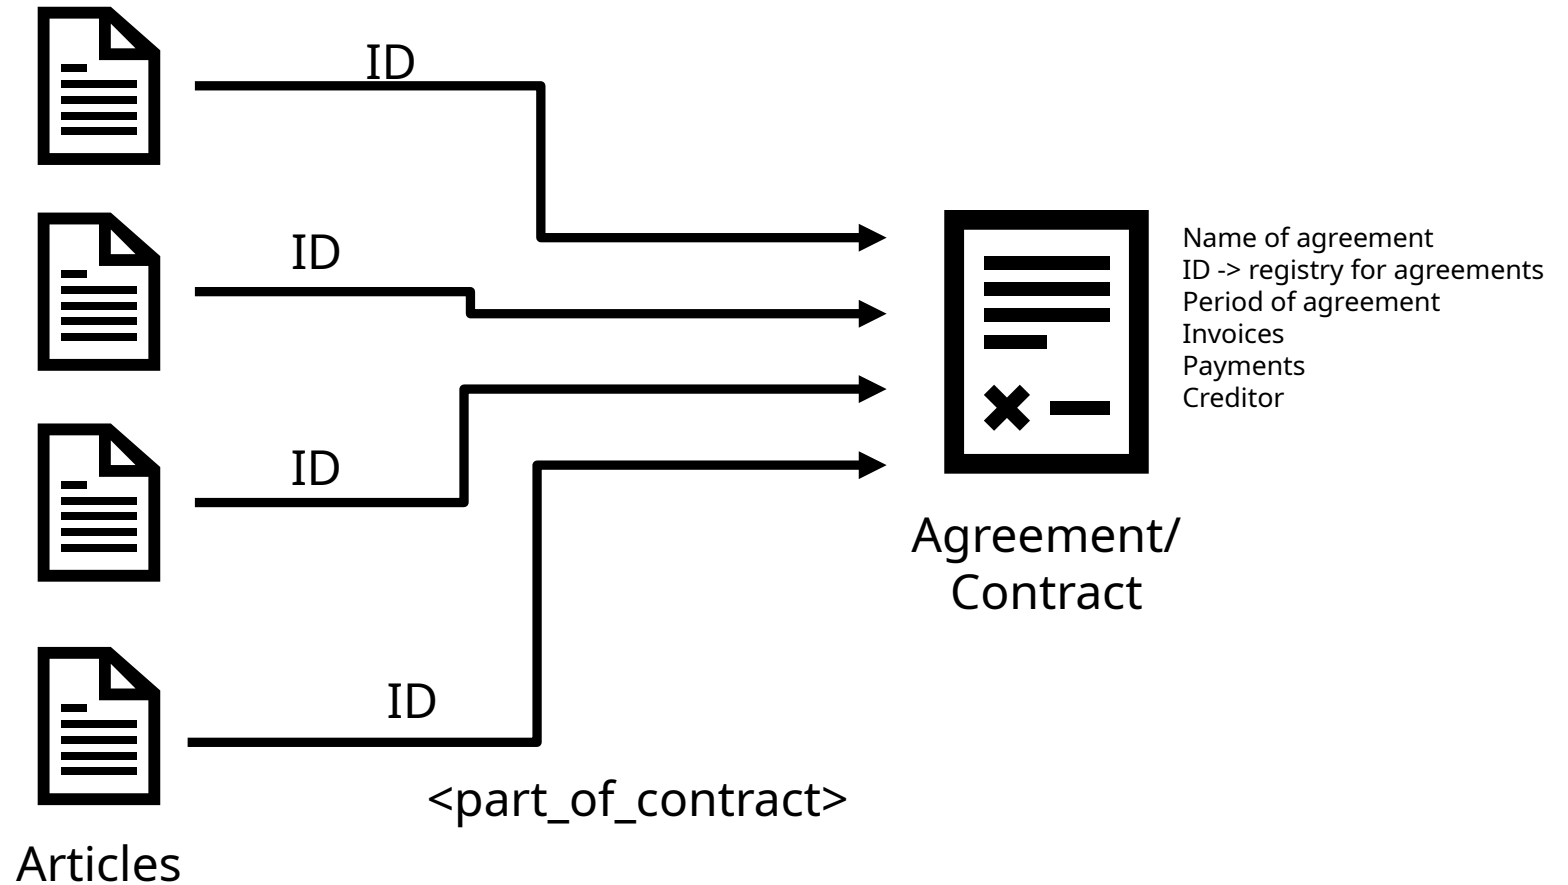 ID
Name of agreement
ID -> registry for agreements
Period of agreement
Invoices
Payments
Creditor
ID
ID
Agreement/
Contract
ID
<part_of_contract>
Articles